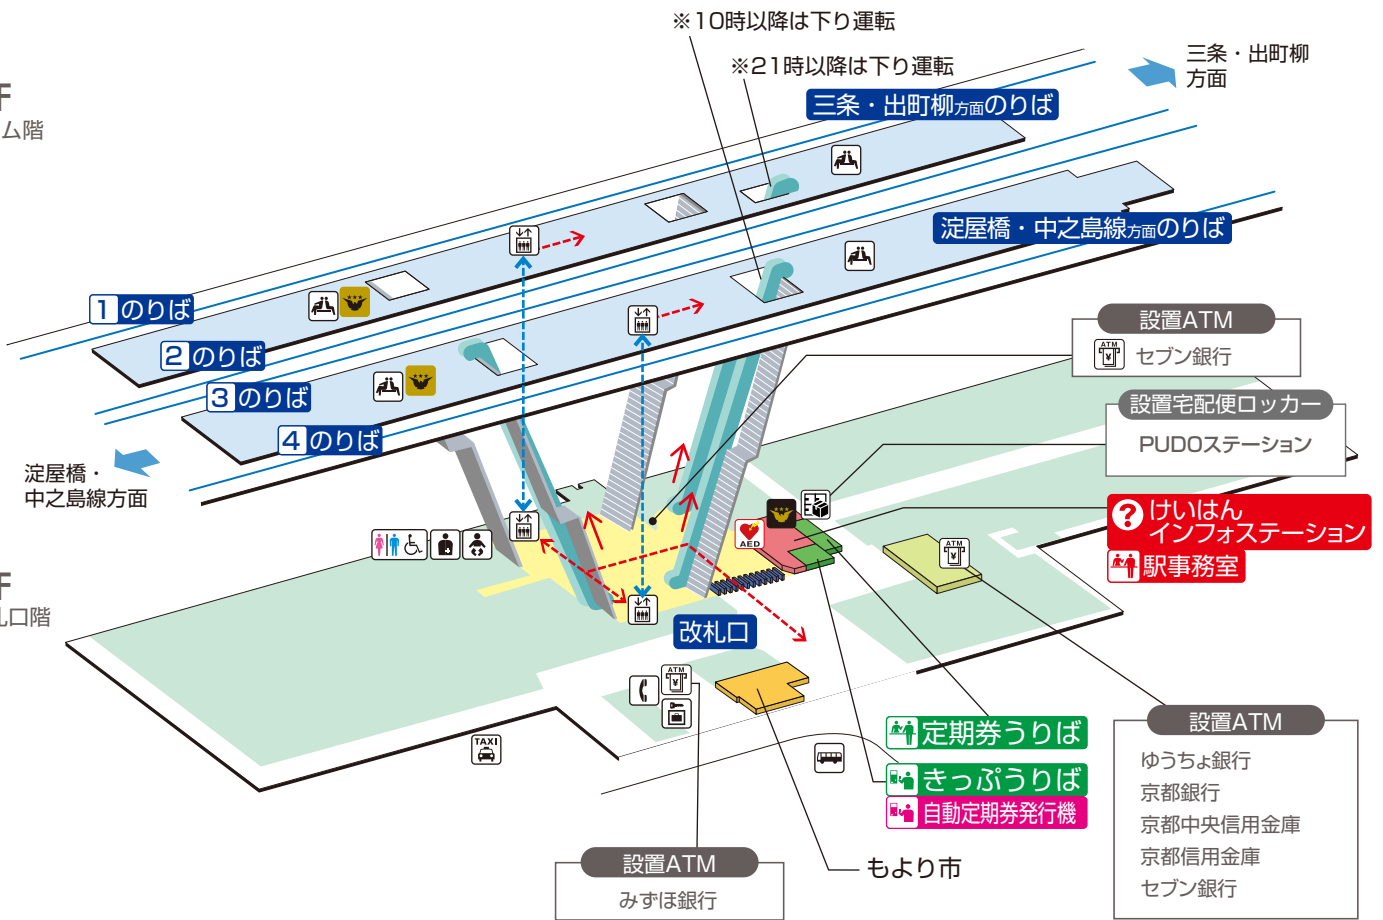 ※10時以降は下り運転
※21時以降は下り運転
三条・出町柳
方面
三条・出町柳方面のりば
F
ム階
淀屋橋・中之島線方面のりば
1 のりば
2 のりば
3 のりば
4 のりば
淀屋橋・
中之島線方面
設置ATM
ATM
¥
セブン銀行
設置宅配便ロッカー
PUDOステーション
? けいはん
インフォステーション
駅事務室
AED
ATM
¥
F
札口階
改札口
ATM
¥
TAXI
定期券うりば
きっぷうりば
自動定期券発行機
もより市
設置ATM
みずほ銀行
設置ATM
ゆうちょ銀行
京都銀行
京都中央信用金庫
京都信用金庫
セブン銀行